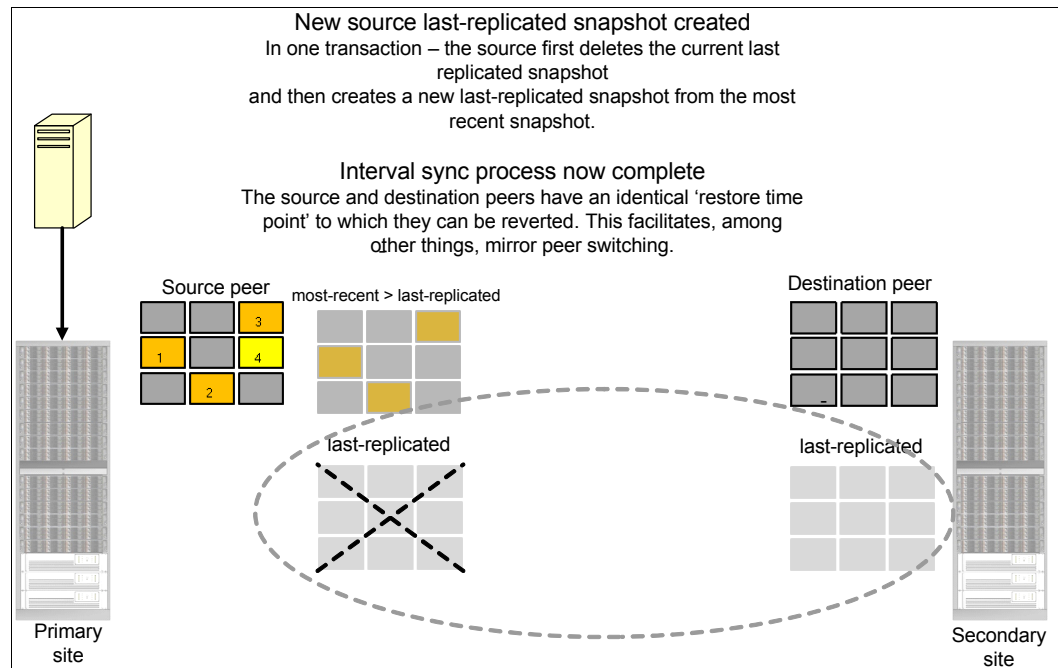 New source last-replicated snapshot created
In one transaction – the source first deletes the current last
replicated snapshot
and then creates a new last-replicated snapshot from the most
recent snapshot.
Interval sync process now complete
The source and destination peers have an identical ‘restore time
point’ to which they can be reverted. This facilitates, among
other things, mirror peer switching.
Source peer
most-recent > last-replicated
Destination peer
3
1
4
2
last-replicated
last-replicated
Primary
site
Secondary
site